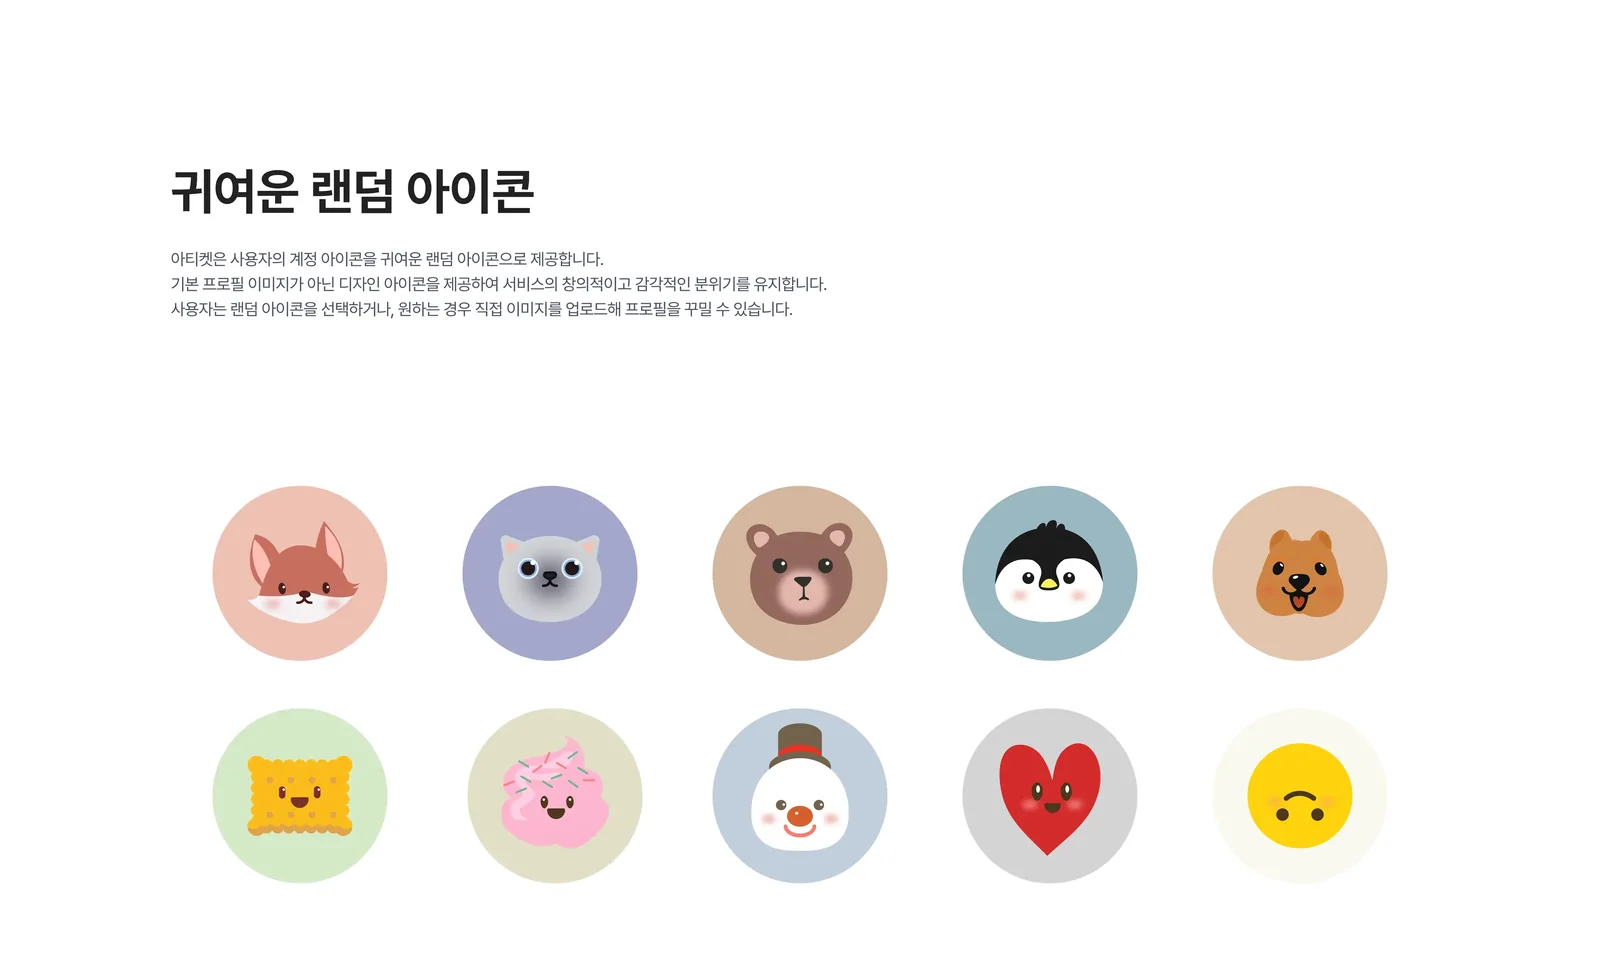 귀여운 랜덤 아이콘
아티켓은 사용자의 계정 아이콘을 귀여운 랜덤 아이콘으로 제공합니다.
기본 프로필 이미지가 아닌 디자인 아이콘을 제공하여 서비스의 창의적이고 감각적인 분위기를 유지합니다.
사용자는 랜덤 아이콘을 선택하거나, 원하는 경우 직접 이미지를 업로드해 프로필을 꾸밀 수 있습니다.